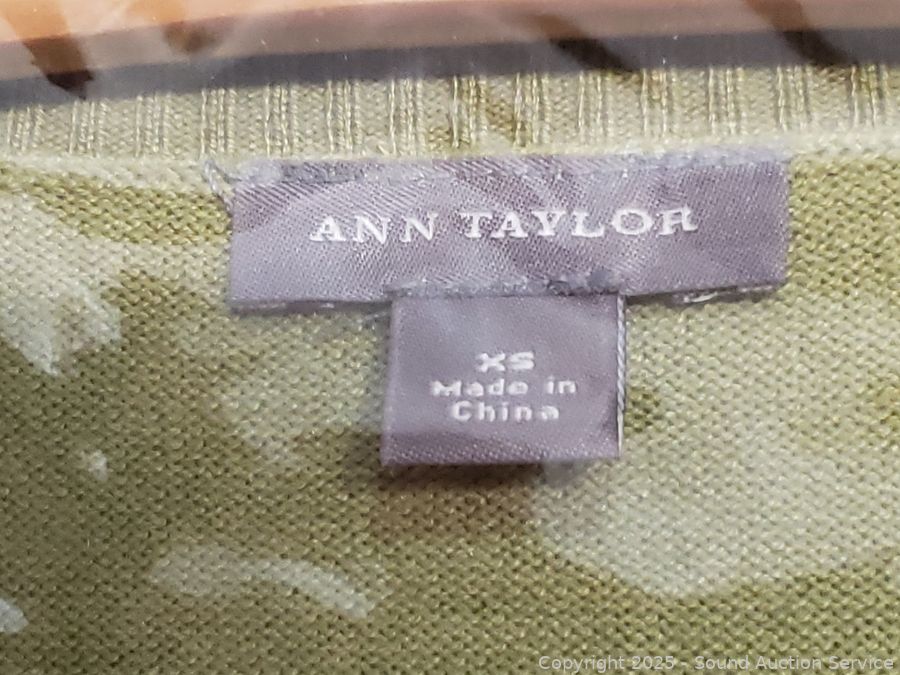 ANN TAYLOR
XS
Made in
China
Copyright 2025 - Sound Auction Service